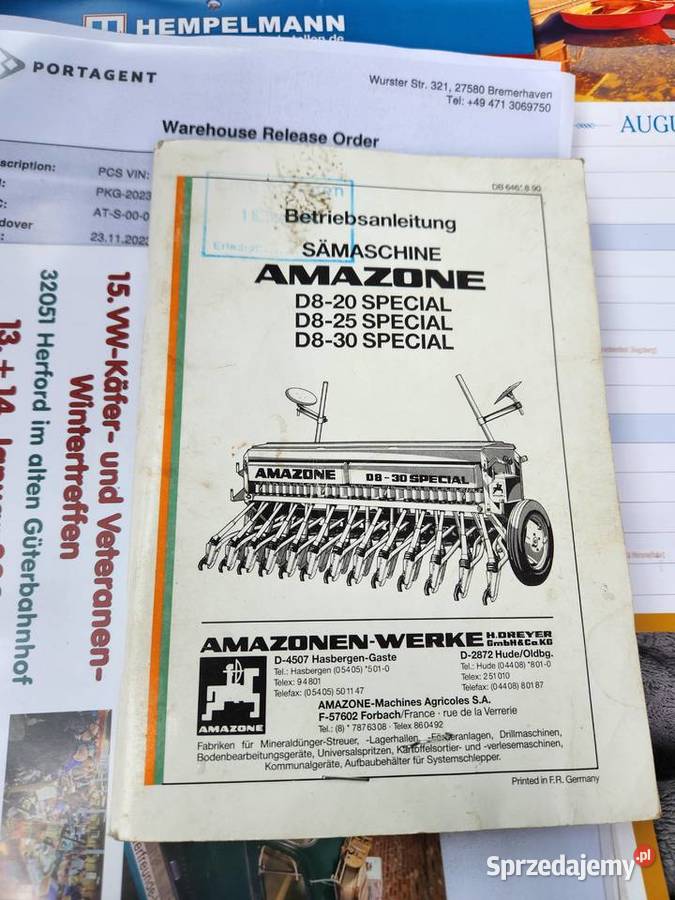 HEMPELMANN
PORTAGENT
Wurster Str. 321, 27580 Bremerhaven
Tel: +49 471 3069750
Warehouse Release Order
scription:
PCS VIN:
PKG-2023
AT-S-00-0
dover
23.11.2023
AUGU
15. VW-Käfer- und Veteranen-
Wintertreffen
32051 Herford im alten Güterbahnhof
13. + 14. Janua
Betriebsanleitung
SÄMASCHINE
AMAZONE
D8-20 SPECIAL
D8-25 SPECIAL
D8-30 SPECIAL
AMAZONE D8-30 SPECIAL
AMAZONEN-WERKE H. DREYER GmbH & Co. KG
D-4507 Hasbergen-Gaste
Tel.: Hasbergen (05405) *501-0
Telex: 94801
Telefax: (05405) 501147
D-2872 Hude/Oldbg.
Tel.: Hude (04408) *801-0
Telex: 251010
Telefax: (04408) 80187
AMAZONE
AMAZONE-Machines Agricoles S.A.
F-57602 Forbach/France · rue de la Verrerie
Tel.: (8) * 7876308 · Telex 860492
Fabriken für Mineraldünger-Streuer, -Lagerhallen, -Förderanlagen, Drillmaschinen,
Bodenbearbeitungsgeräte, Universalspritzen, Kartoffelsortier- und -verlesemaschinen,
Kommunalgeräte, Aufbaubehälter für Systemschlepper.
Printed in F.R. Germany
Sprzedajemy.pl